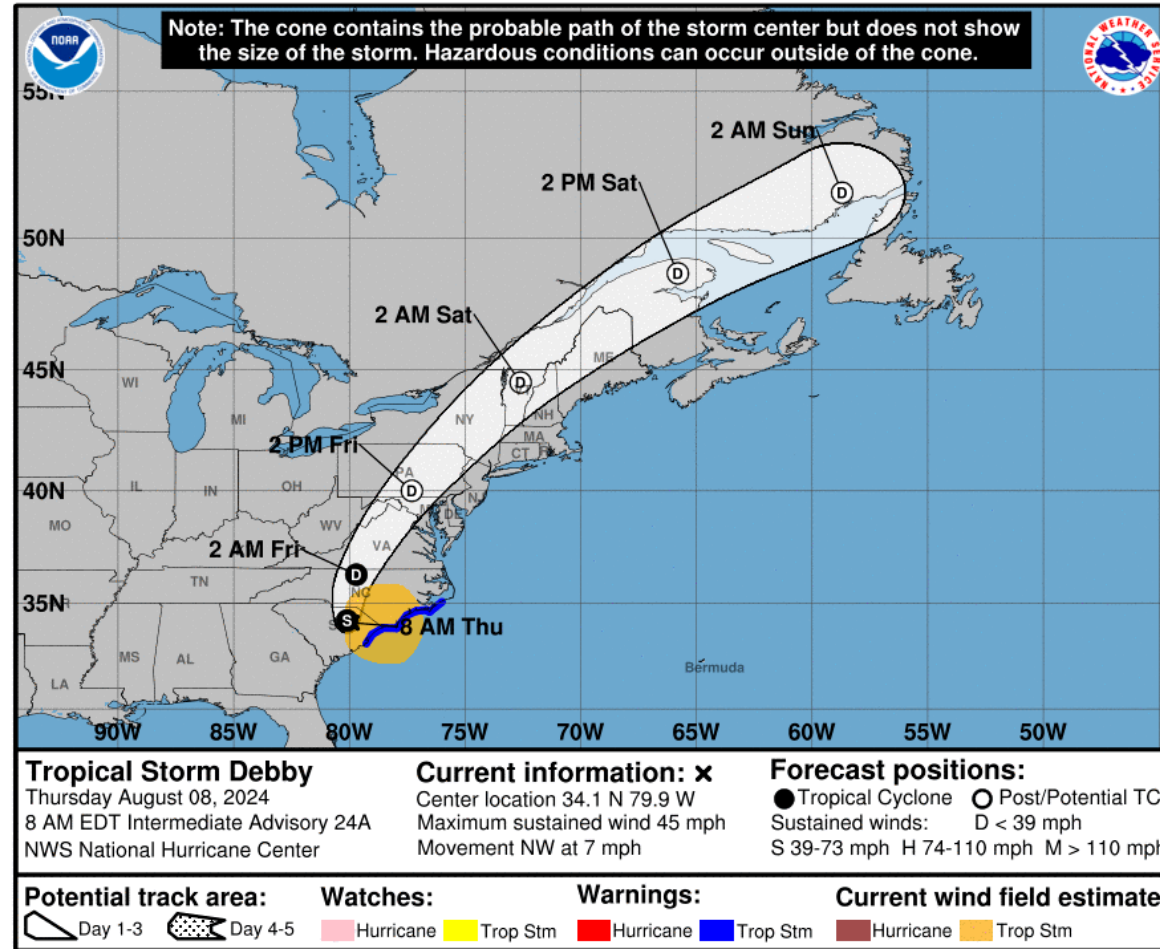 Note: The cone contains the probable path of the storm center but does not show
the size of the storm. Hazardous conditions can occur outside of the cone.
NOAA
NATIONAL WEATHER SERVICE
55N
2 AM Sun
2 PM Sat
50N
2 AM Sat
45N
WI
ME
MI
NY
NH
MA
CT
2 PM Fri
PA
40N
IL
IN
OH
NJ
MO
WV
DE
VA
2 AM Fri
TN
NC
35N
8 AM Thu
MS
AL
GA
LA
Bermuda
D
D
D
D
D
S
90W
85W
80W
75W
70W
65W
60W
55W
50W
Tropical Storm Debby
Thursday August 08, 2024
8 AM EDT Intermediate Advisory 24A
NWS National Hurricane Center
Current information: x
Center location 34.1 N 79.9 W
Maximum sustained wind 45 mph
Movement NW at 7 mph
Forecast positions:
Tropical Cyclone Post/Potential TC
Sustained winds: D < 39 mph
S 39-73 mph H 74-110 mph M > 110 mph
Potential track area:
Day 1-3 Day 4-5
Watches:
Hurricane Trop Stm
Warnings:
Hurricane Trop Stm
Current wind field estimate
Hurricane Trop Stm